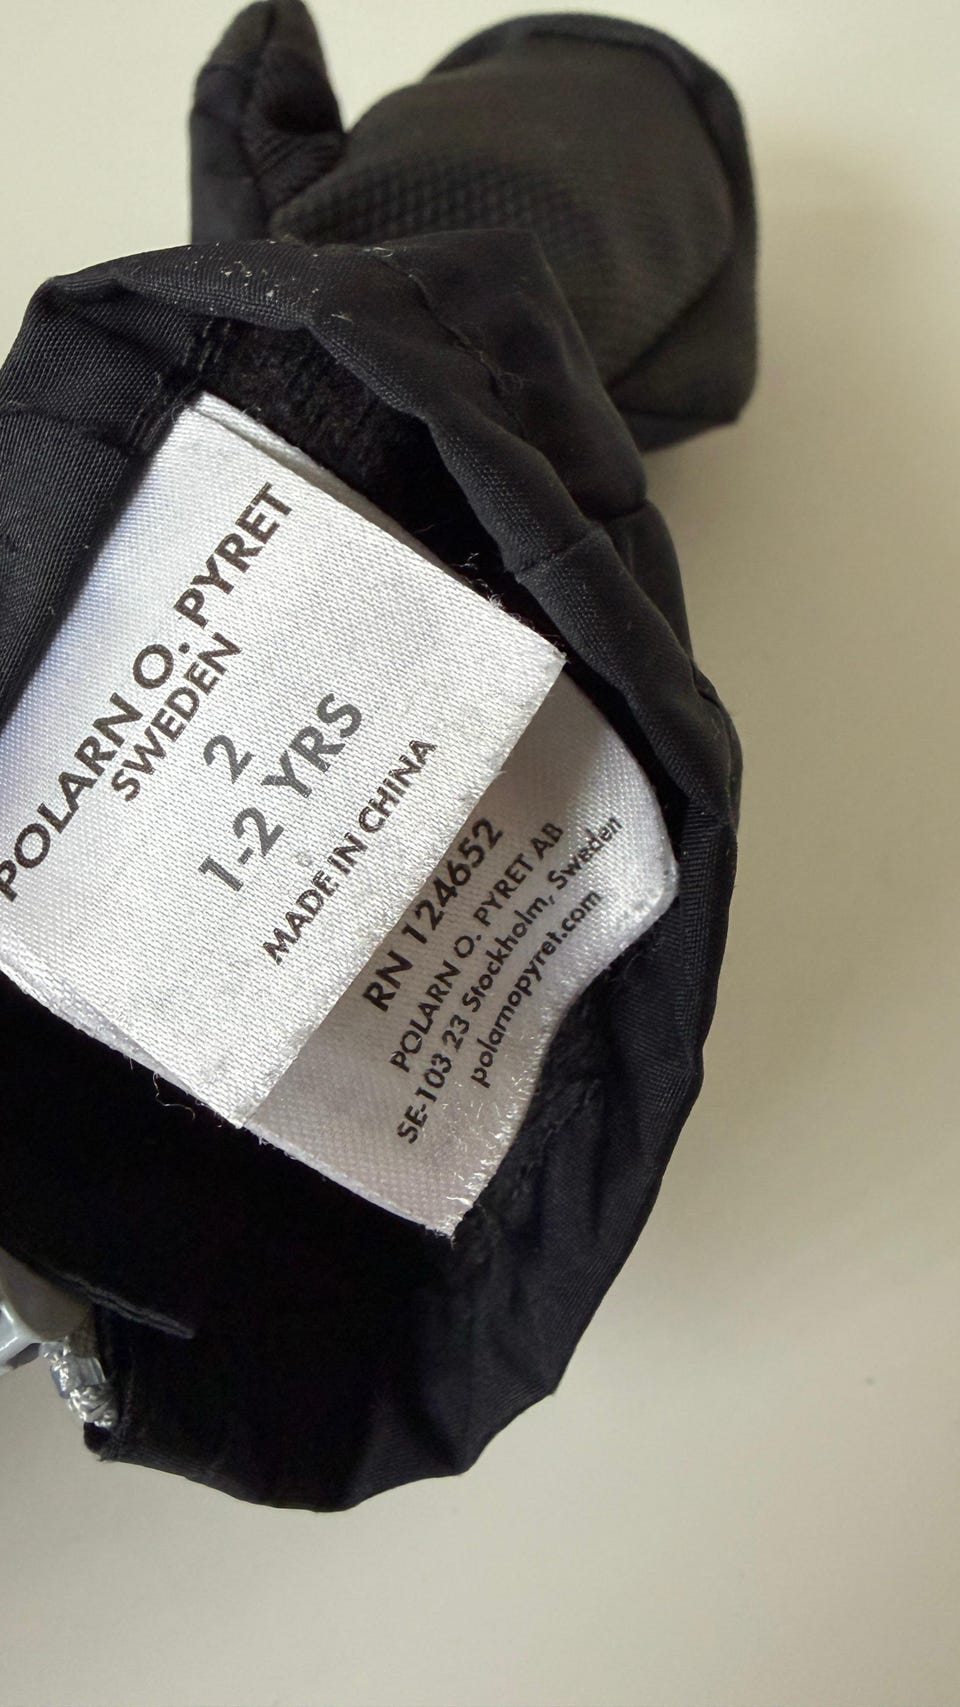 POLARN O. PYRET
SWEDEN
2
1-2 YRS
MADE IN CHINA
RN 124652
POLARN O. PYRET AB
SE-103 23 Stockholm, Sweden
polarnopyret.com